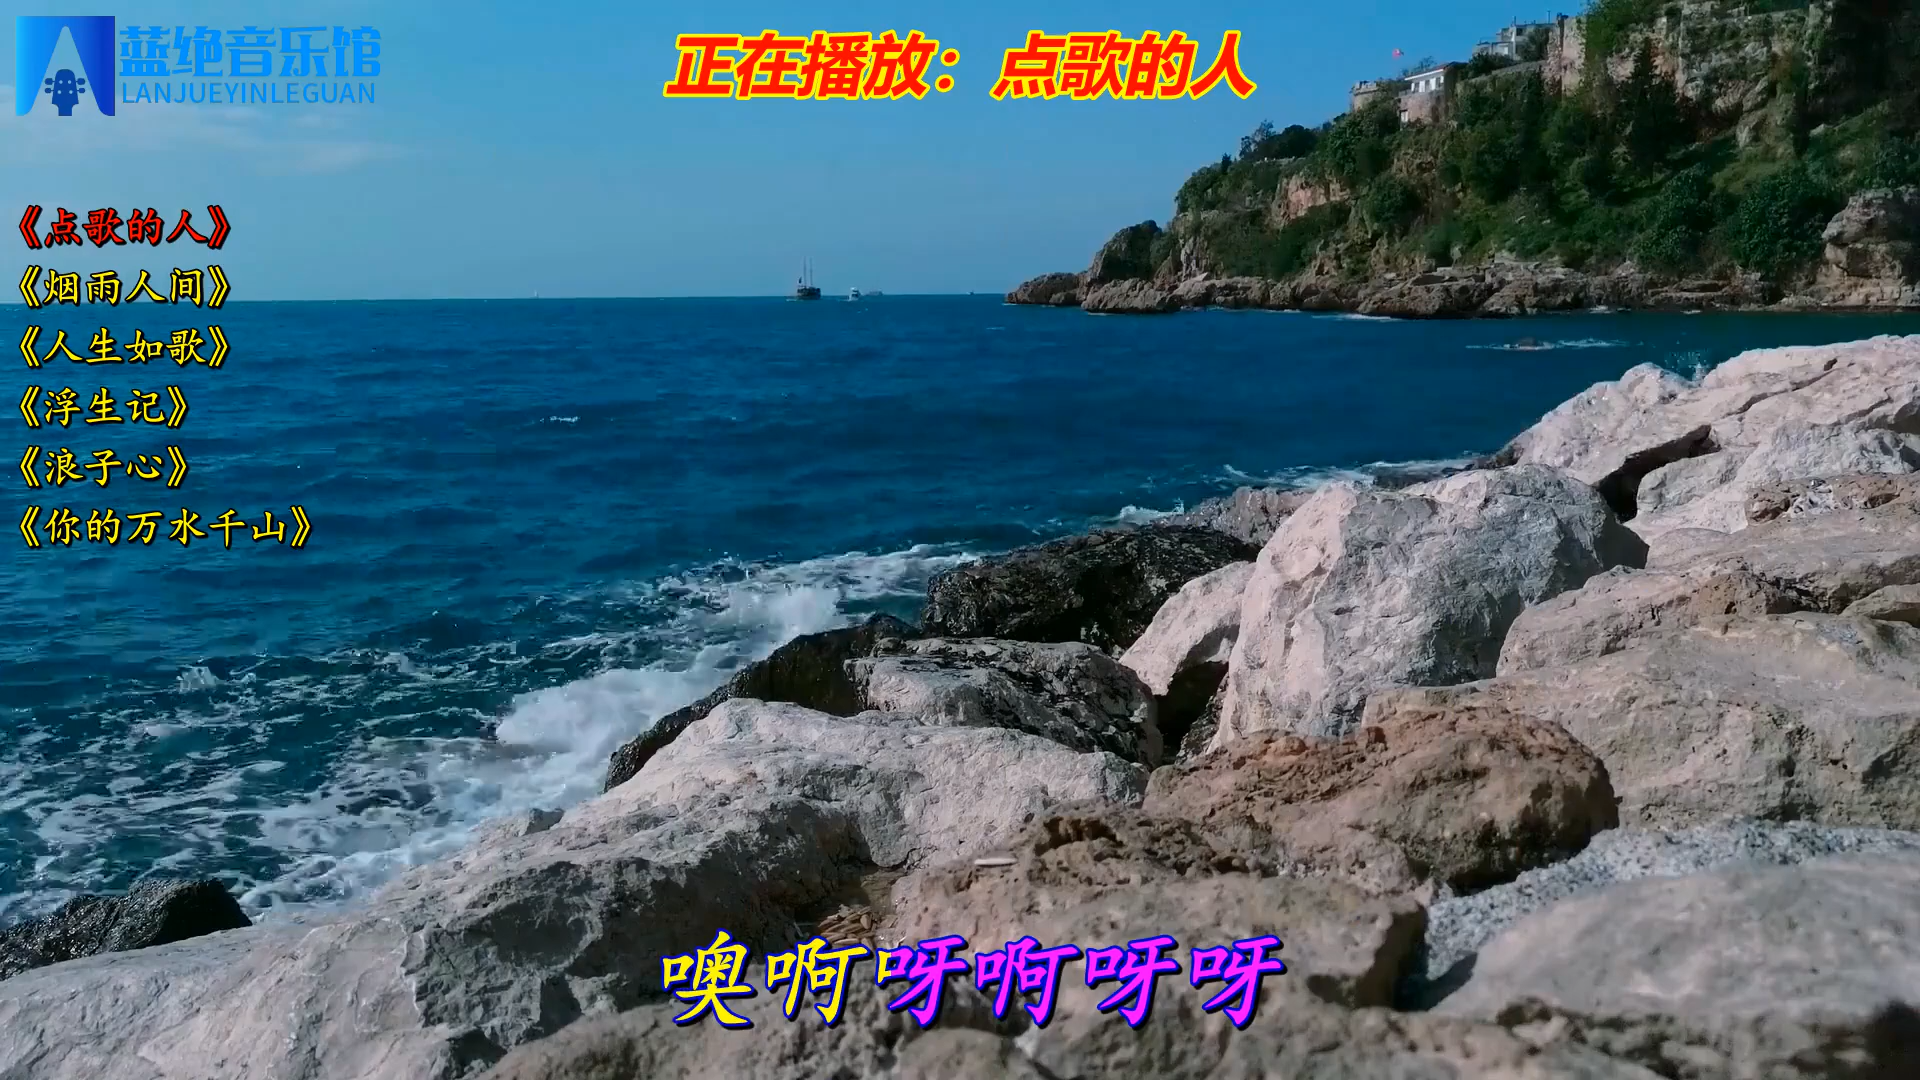 蓝绝音乐馆
LANJUEYINLEGUAN
正在播放：点歌的人
《点歌的人》
《烟雨人间》
《人生如歌》
《浮生记》
《浪子心》
《你的万水千山》
噢啊呀啊呀呀